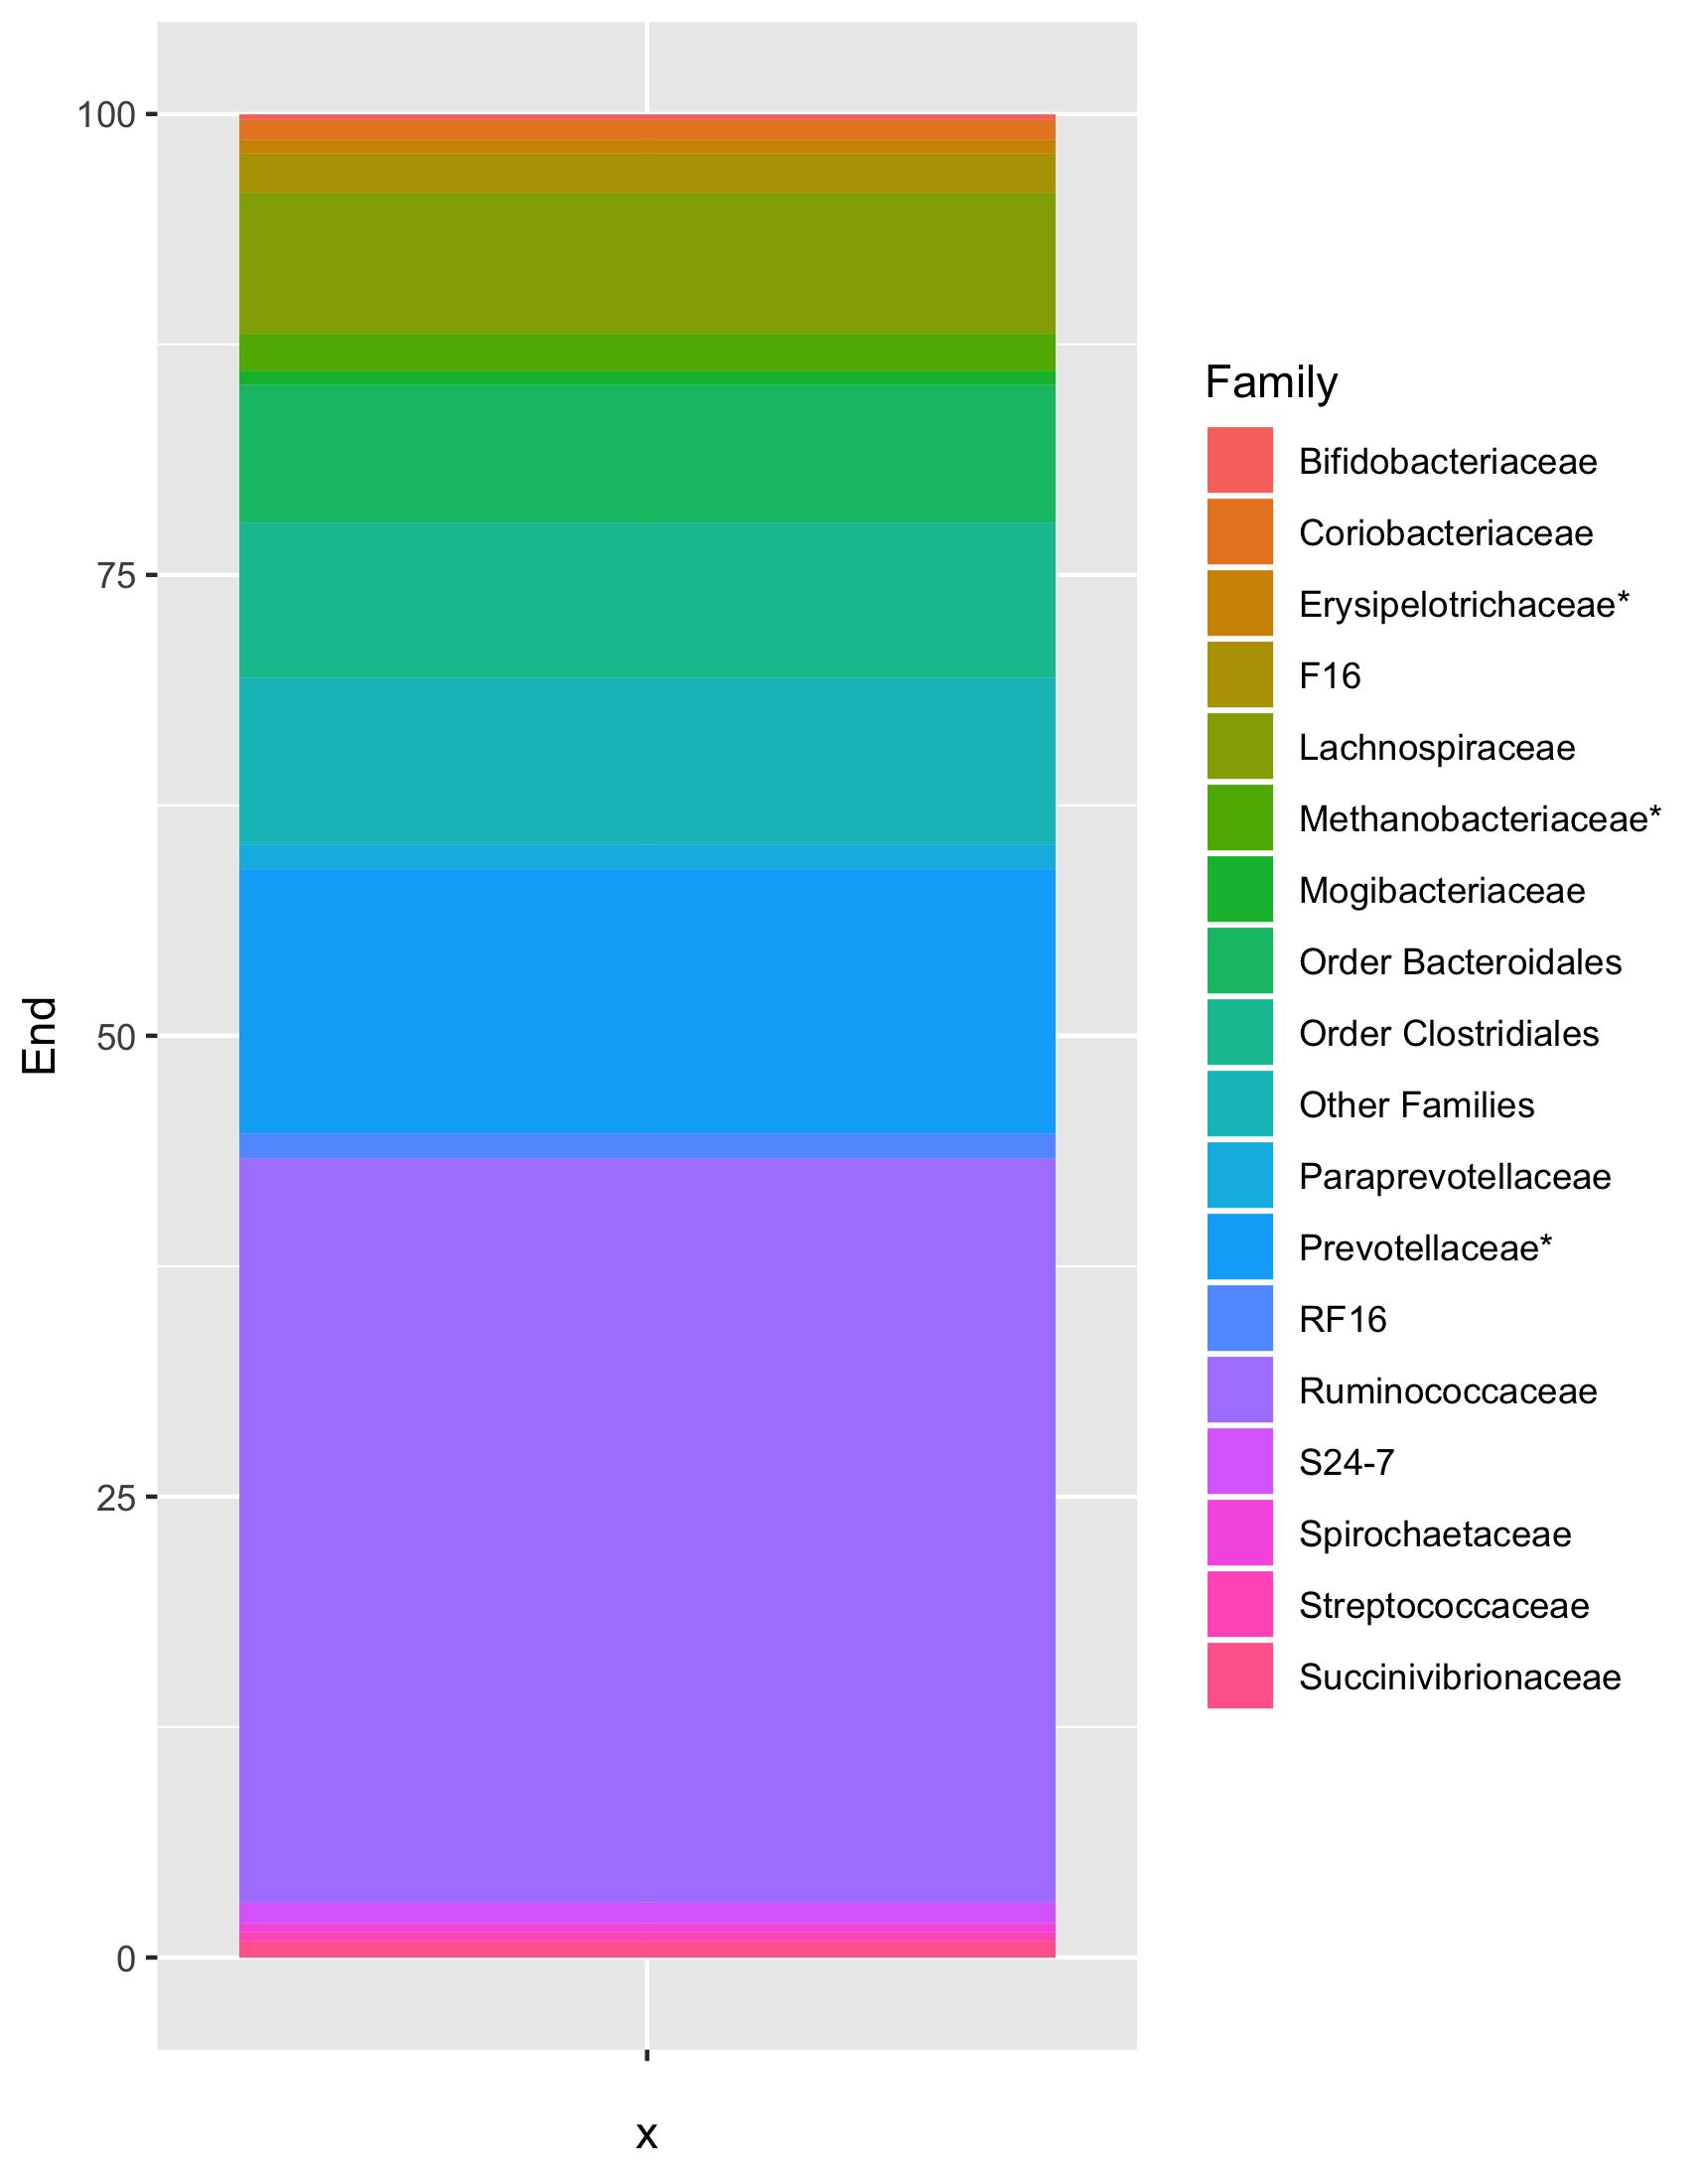 100
75
50
25
0
End
x
Family
Bifidobacteriaceae
Coriobacteriaceae
Erysipelotrichaceae*
F16
Lachnospiraceae
Methanobacteriaceae*
Mogibacteriaceae
Order Bacteroidales
Order Clostridiales
Other Families
Paraprevotellaceae
Prevotellaceae*
RF16
Ruminococcaceae
S24-7
Spirochaetaceae
Streptococcaceae
Succinivibrionaceae